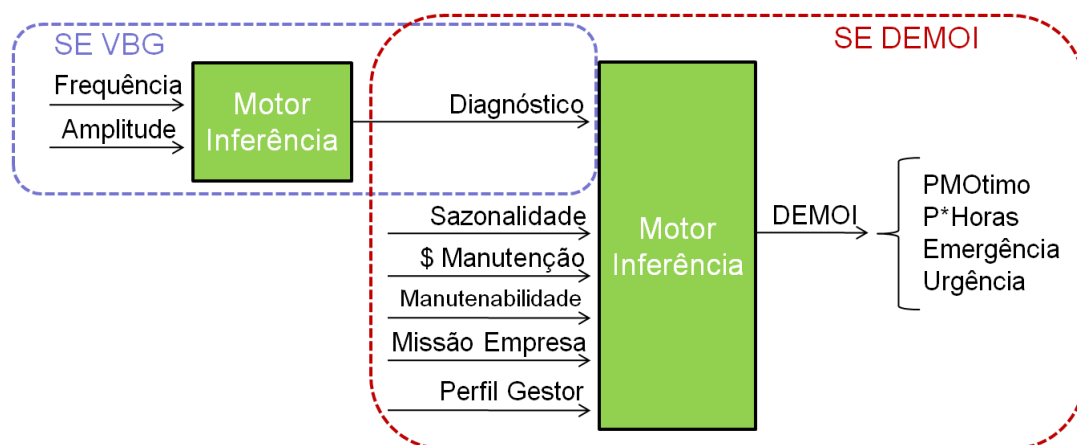 SE VBG
SE DEMOI
Frequência
Amplitude
Motor
Inferência
Diagnóstico
Sazonalidade
$ Manutenção
Manutenabilidade
Missão Empresa
Perfil Gestor
Motor
Inferência
DEMOI
PMOtimo
P*Horas
Emergência
Urgência